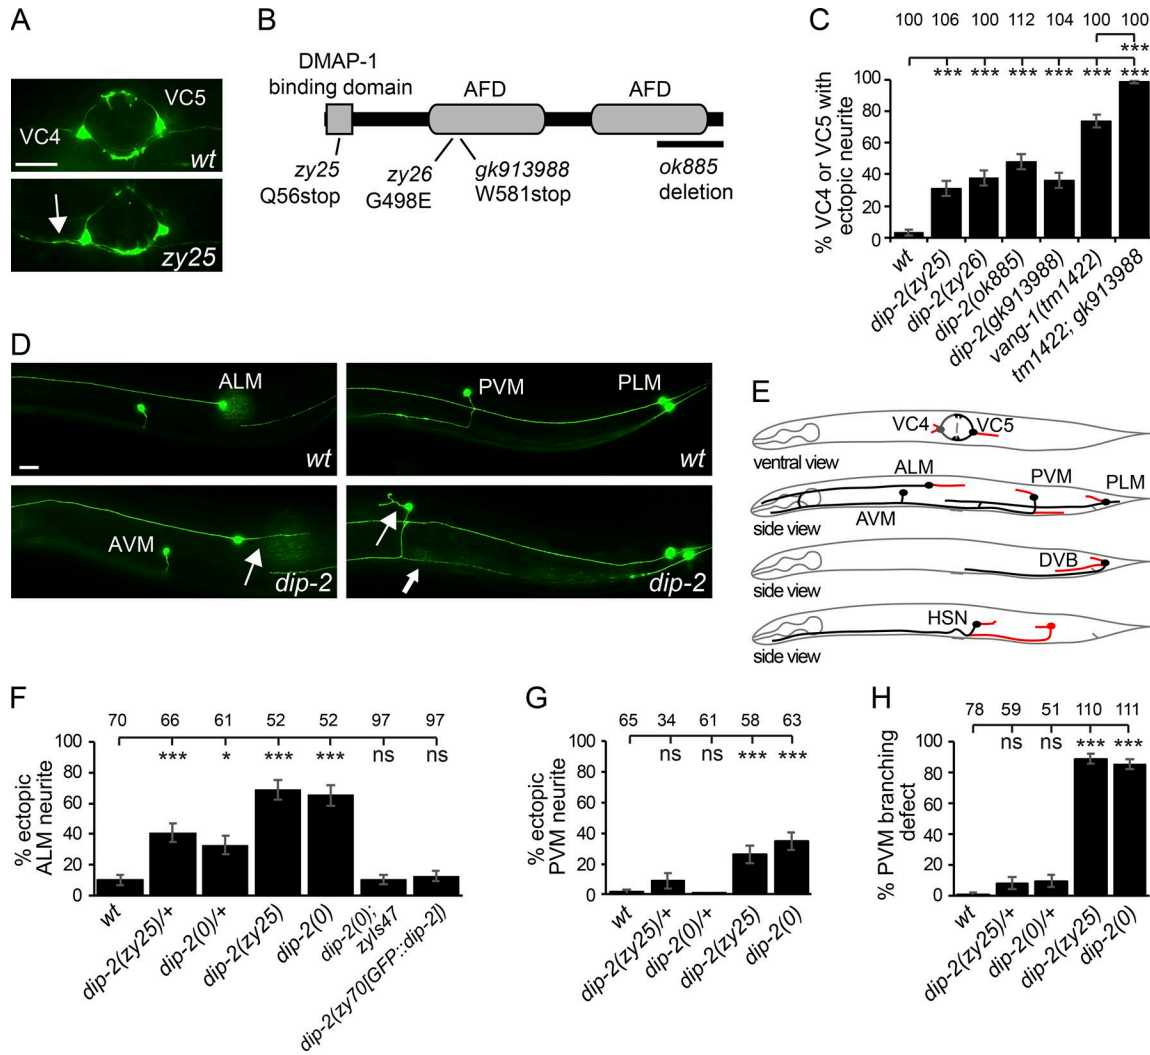 A
VC5
VC4
wt
zy25
B
DMAP-1
binding domain
AFD
AFD
zy25
Q56stop
zy26
G498E
gk913988
W581stop
ok885
deletion
C
100 106 100 112 104 100 100
***
*** *** *** *** *** ***
% VC4 or VC5 with
ectopic neurite
100
80
60
40
20
0
wt
dip-2(zy25)
dip-2(zy26)
dip-2(ok885)
dip-2(gk913988)
vang-1(tm1422)
tm1422; gk913988
D
ALM
wt
PVM
PLM
wt
AVM
dip-2
dip-2
E
VC4
VC5
ventral view
ALM
PVM
PLM
AVM
side view
DVB
side view
HSN
side view
F
70 66 61 52 52 97 97
*** * *** *** ns ns
% ectopic
ALM neurite
100
80
60
40
20
0
wt
dip-2(zy25)/+
dip-2(0)/+
dip-2(zy25)
dip-2(0)
dip-2(0);
zyIs47
dip-2(zy70[GFP::dip-2])
G
65 34 61 58 63
ns ns *** ***
% ectopic
PVM neurite
100
80
60
40
20
0
wt
dip-2(zy25)/+
dip-2(0)/+
dip-2(zy25)
dip-2(0)
H
78 59 51 110 111
ns ns *** ***
% PVM branching
defect
100
80
60
40
20
0
wt
dip-2(zy25)/+
dip-2(0)/+
dip-2(zy25)
dip-2(0)